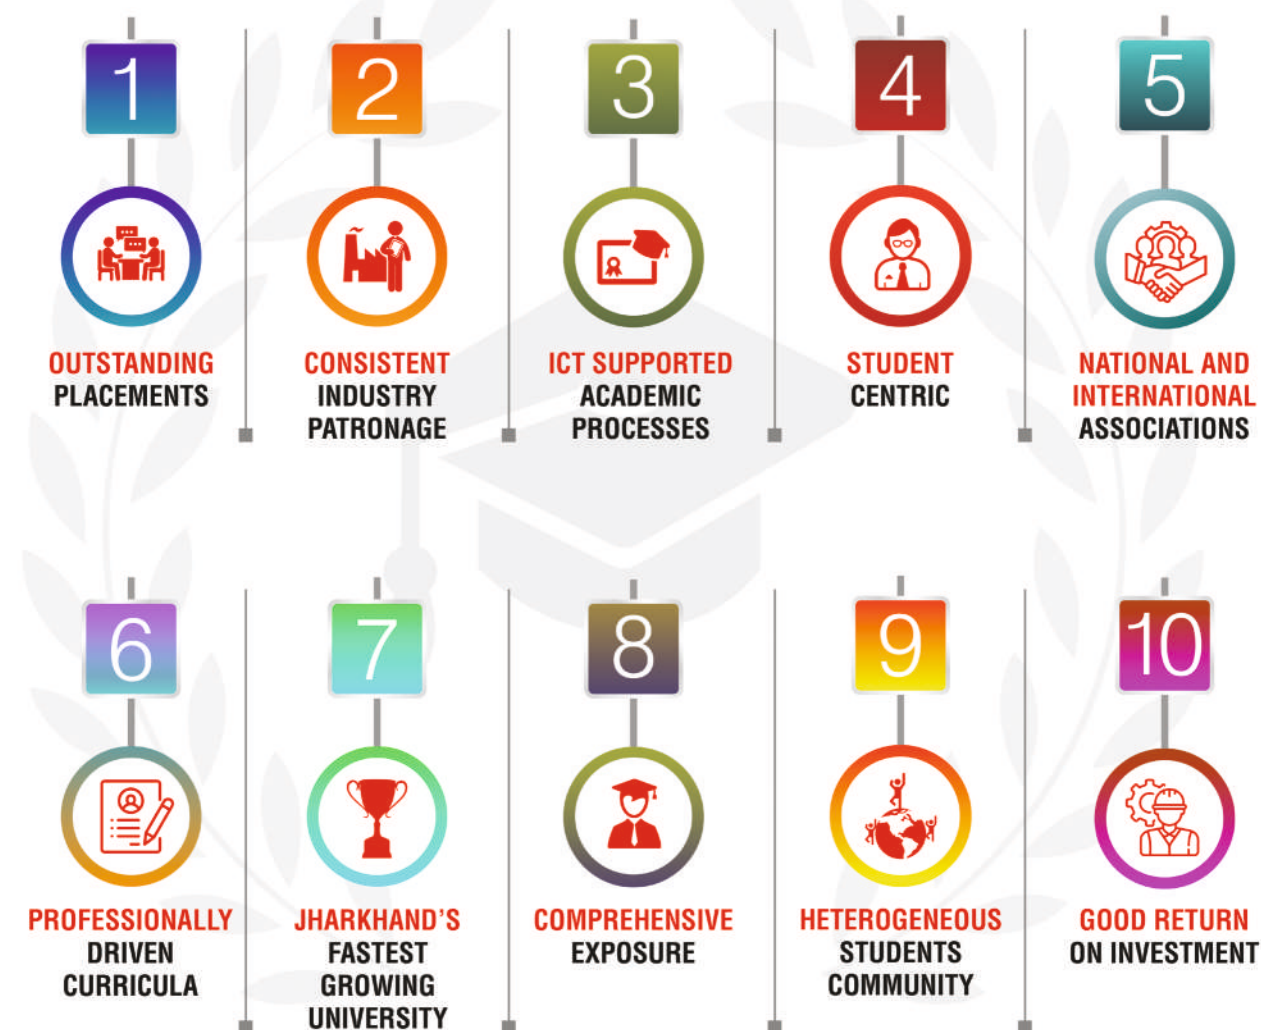 1
OUTSTANDING
PLACEMENTS
2
CONSISTENT
INDUSTRY
PATRONAGE
3
ICT SUPPORTED
ACADEMIC
PROCESSES
4
STUDENT
CENTRIC
5
NATIONAL AND
INTERNATIONAL
ASSOCIATIONS
6
PROFESSIONALLY
DRIVEN
CURRICULA
7
JHARKHAND'S
FASTEST
GROWING
UNIVERSITY
8
COMPREHENSIVE
EXPOSURE
9
HETEROGENEOUS
STUDENTS
COMMUNITY
10
GOOD RETURN
ON INVESTMENT